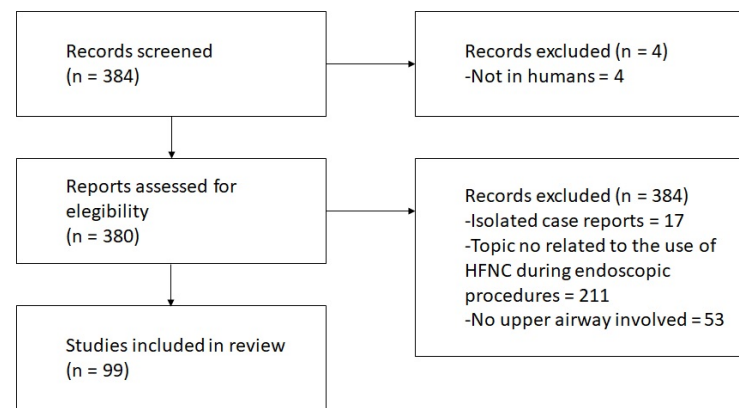 Records screened
(n = 384)
Records excluded (n = 4)
-Not in humans = 4
Reports assessed for
elegibility
(n = 380)
Records excluded (n = 384)
-Isolated case reports = 17
-Topic no related to the use of
HFNC during endoscopic
procedures = 211
-No upper airway involved = 53
Studies included in review
(n = 99)